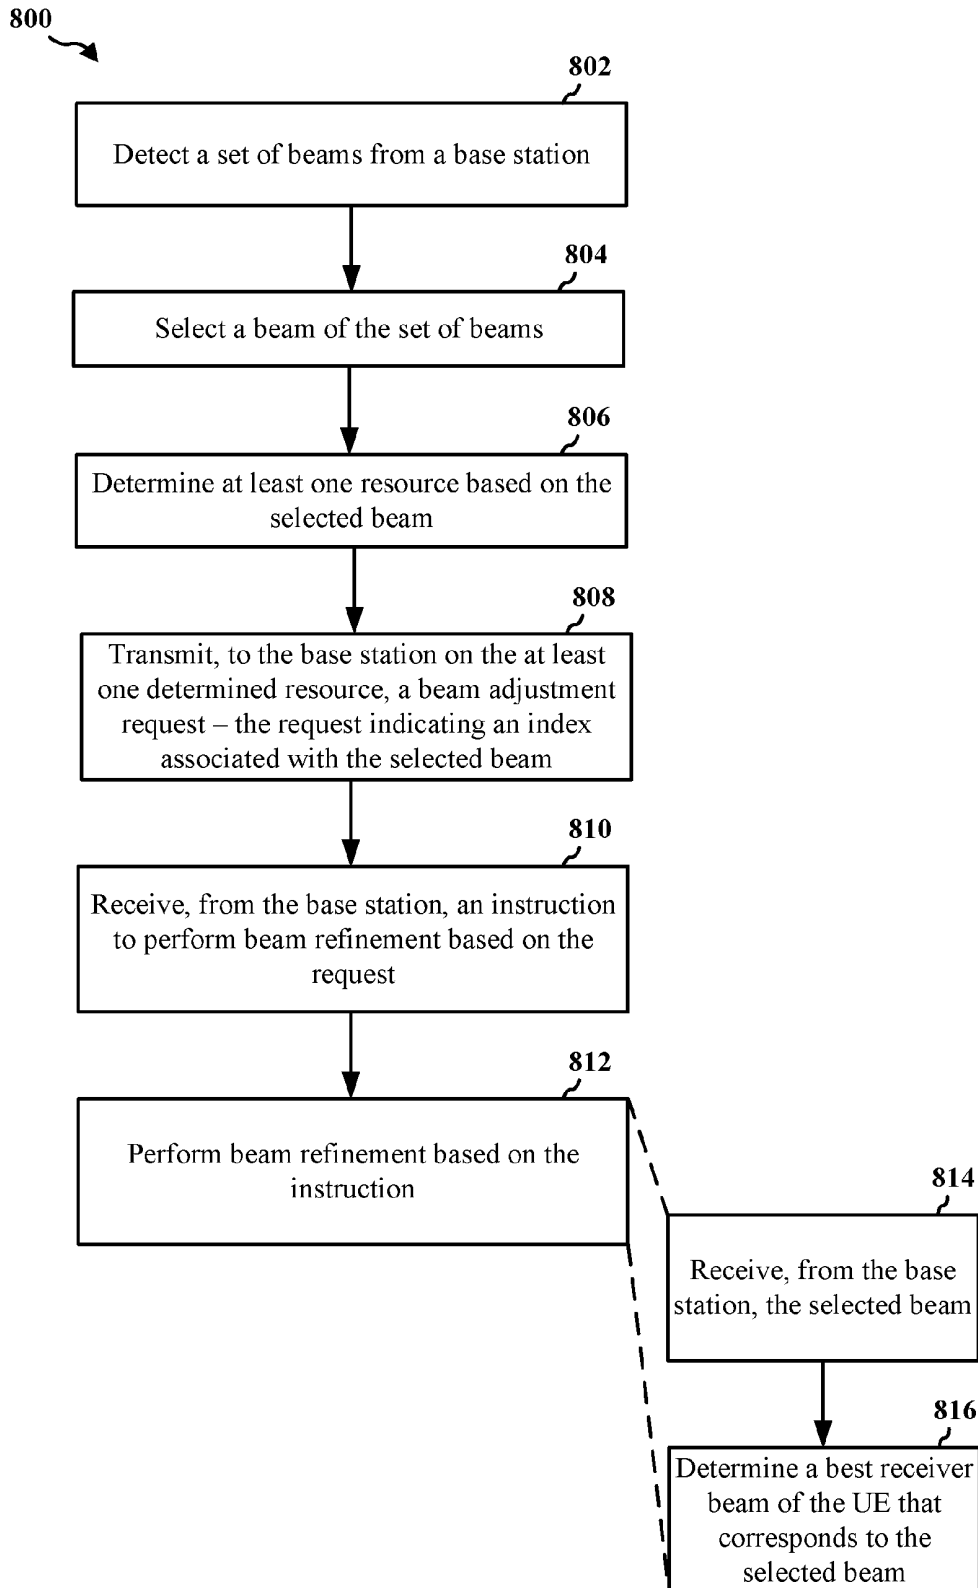 800
802
Detect a set of beams from a base station
804
Select a beam of the set of beams
806
Determine at least one resource based on the
selected beam
808
Transmit, to the base station on the at least
one determined resource, a beam adjustment
request – the request indicating an index
associated with the selected beam
810
Receive, from the base station, an instruction
to perform beam refinement based on the
request
812
Perform beam refinement based on the
instruction
814
Receive, from the base
station, the selected beam
816
Determine a best receiver
beam of the UE that
corresponds to the
selected beam